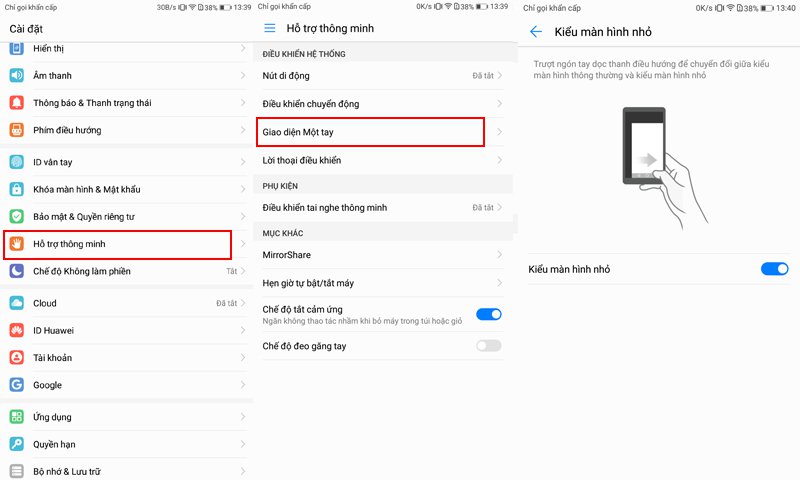 Chỉ gọi khẩn cấp 30B/s 38% 13:39
Cài đặt
Hiển thị
Âm thanh
Thông báo & Thanh trạng thái
Phím điều hướng
ID vân tay
Khóa màn hình & Mật khẩu
Bảo mật & Quyền riêng tư
Hỗ trợ thông minh
Chế độ Không làm phiền Tắt
Cloud Đã tắt
ID Huawei
Tài khoản
Google
Ứng dụng
Quyền hạn
Bộ nhớ & Lưu trữ
Chỉ gọi khẩn cấp 0K/s 38% 13:39
Hỗ trợ thông minh
ĐIỀU KHIỂN HỆ THỐNG
Nút di động Đã tắt
Điều khiển chuyển động
Giao diện Một tay
Lời thoại điều khiển
PHỤ KIỆN
Điều khiển tai nghe thông minh Đã tắt
MỤC KHÁC
MirrorShare
Hẹn giờ tự bật/tắt máy
Chế độ tắt cảm ứng
Ngăn không thao tác nhầm khi bỏ máy trong túi hoặc giỏ
Chế độ đeo găng tay
Chỉ gọi khẩn cấp 0K/s 38% 13:40
Kiểu màn hình nhỏ
Trượt ngón tay dọc thanh điều hướng để chuyển đổi giữa kiểu
màn hình thông thường và kiểu màn hình nhỏ
Kiểu màn hình nhỏ